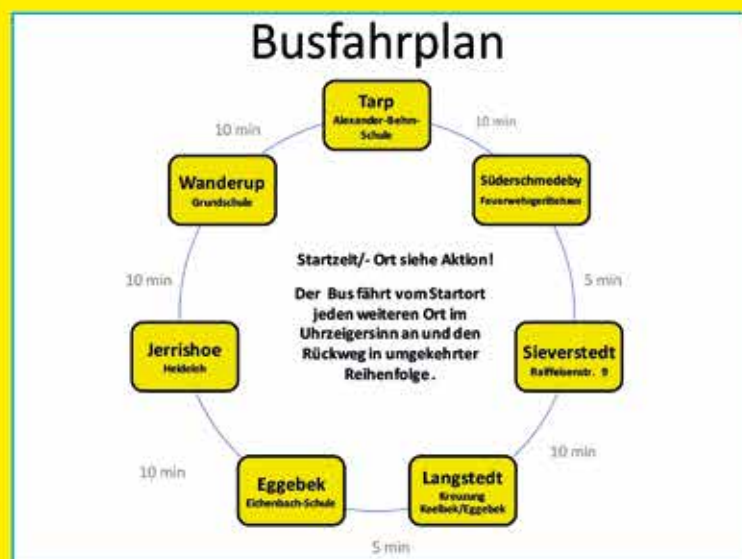 Busfahrplan
Tarp
Alexander-Behm-
Schule
10 min
Süderschmedeby
Feuerwehrgerätehaus
5 min
Sieverstedt
Raiffeisenstr. 9
10 min
Langstedt
Kreuzung
Keelbek/Eggebek
5 min
Eggebek
Eichenbach-Schule
10 min
Jerrishoe
Heideleh
10 min
Wanderup
Grundschule
10 min
Startzeit/- Ort siehe Aktion!
Der Bus fährt vom Startort
jeden weiteren Ort im
Uhrzeigersinn an und den
Rückweg in umgekehrter
Reihenfolge.